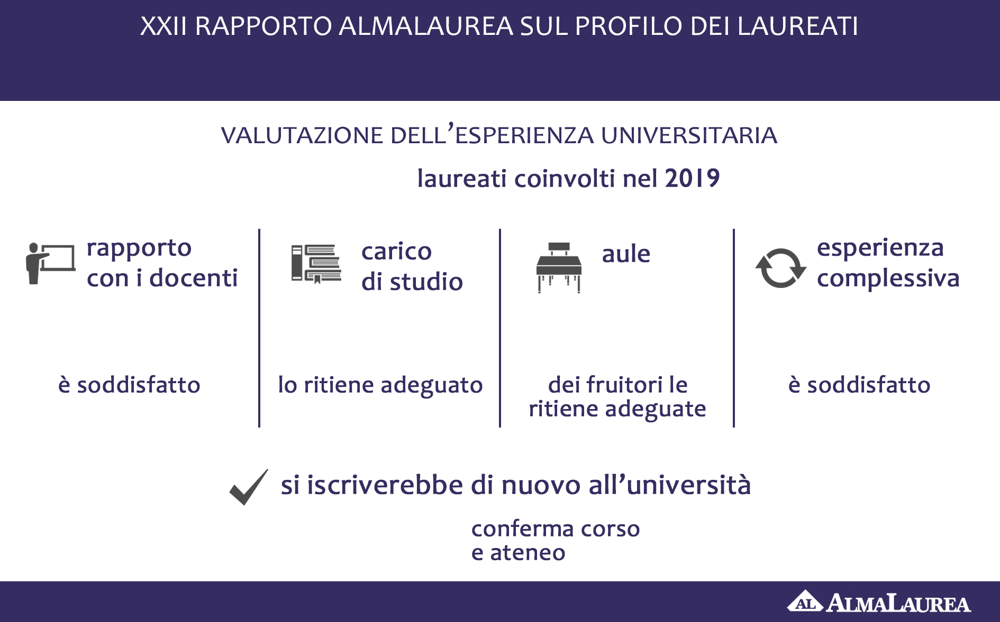 XXII RAPPORTO ALMALAUREA SUL PROFILO DEI LAUREATI
VALUTAZIONE DELL’ESPERIENZA UNIVERSITARIA
laureati coinvolti nel 2019
rapporto
con i docenti
è soddisfatto
carico
di studio
lo ritiene adeguato
aule
dei fruitori le
ritiene adeguate
esperienza
complessiva
è soddisfatto
si iscriverebbe di nuovo all’università
conferma corso
e ateneo
AL ALMALAUREA